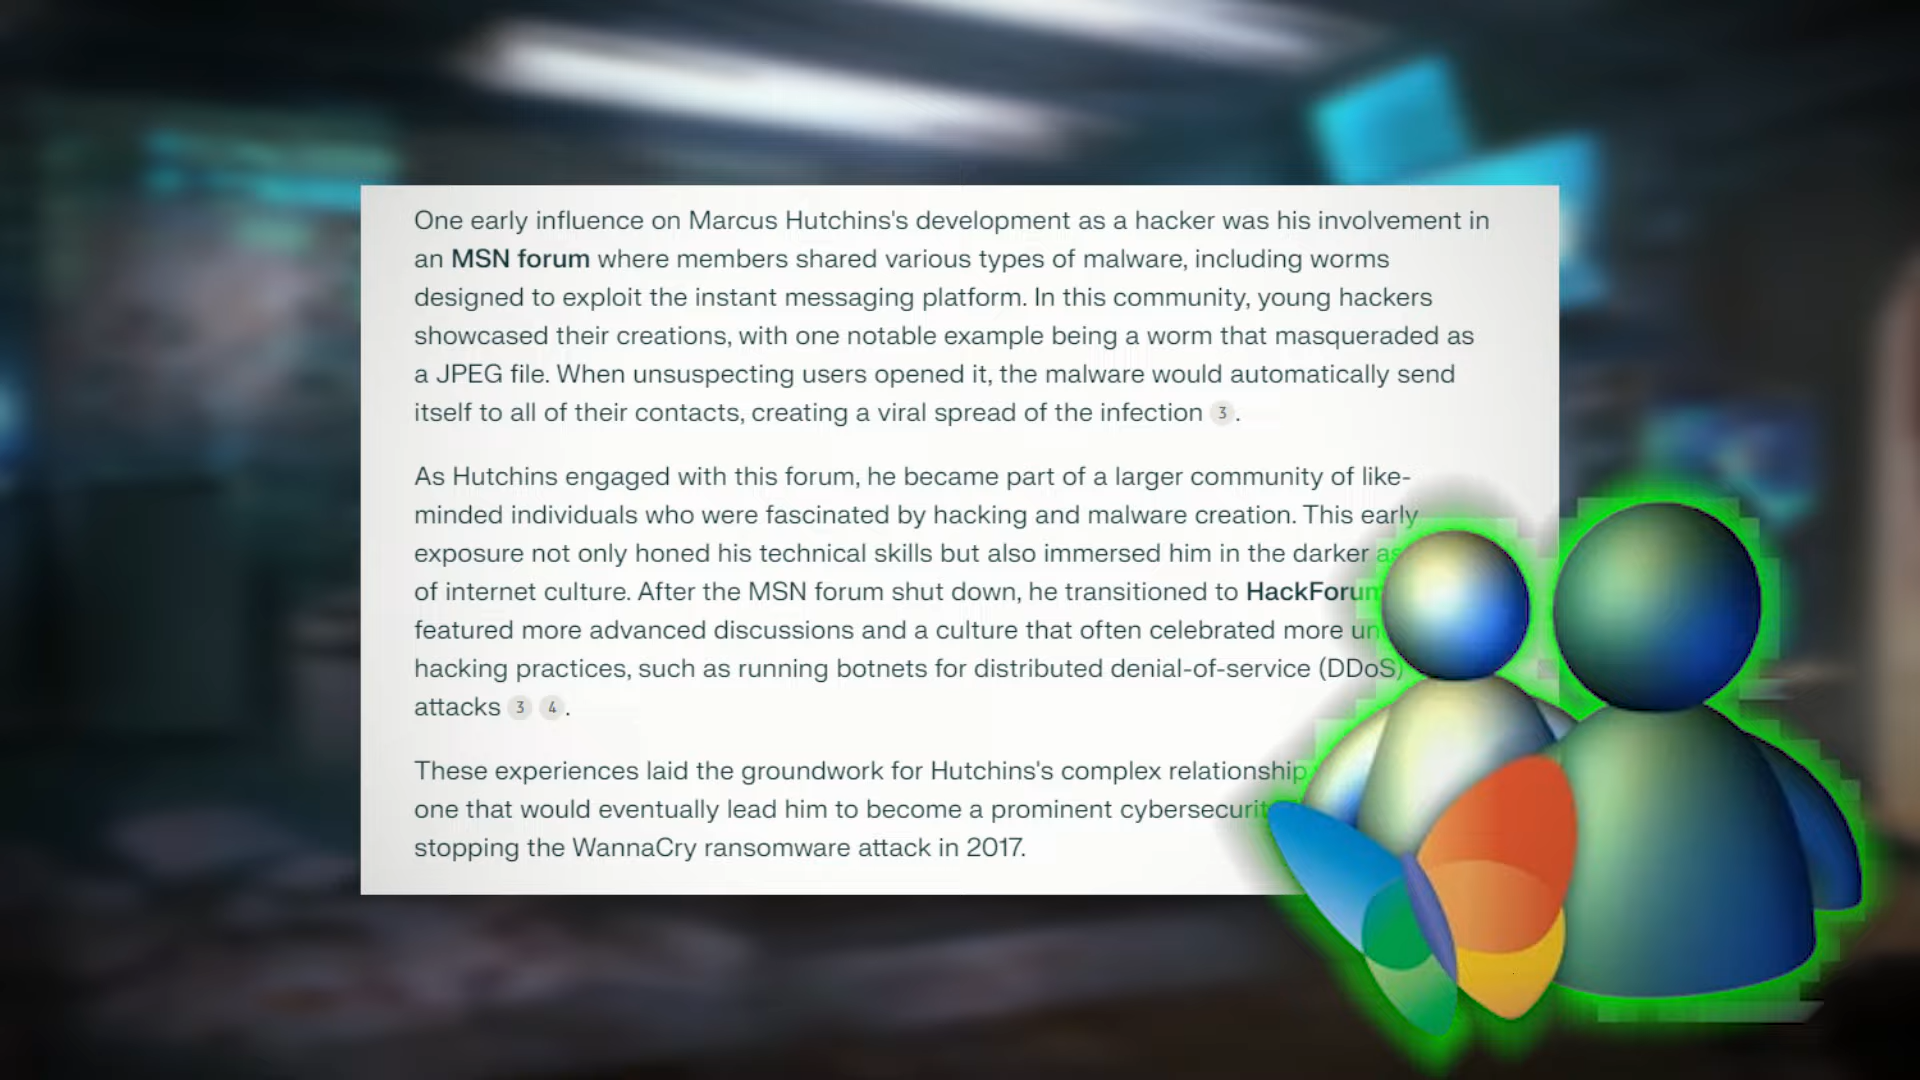 One early influence on Marcus Hutchins's development as a hacker was his involvement in
an MSN forum where members shared various types of malware, including worms
designed to exploit the instant messaging platform. In this community, young hackers
showcased their creations, with one notable example being a worm that masqueraded as
a JPEG file. When unsuspecting users opened it, the malware would automatically send
itself to all of their contacts, creating a viral spread of the infection 3.
As Hutchins engaged with this forum, he became part of a larger community of like-
minded individuals who were fascinated by hacking and malware creation. This early
exposure not only honed his technical skills but also immersed him in the darker
of internet culture. After the MSN forum shut down, he transitioned to
featured more advanced discussions and a culture that often celebrated more
hacking practices, such as running botnets for distributed denial-of-service (DDoS)
attacks 3 4.
These experiences laid the groundwork for Hutchins's complex relationship
one that would eventually lead him to become a prominent
stopping the WannaCry ransomware attack in 2017.